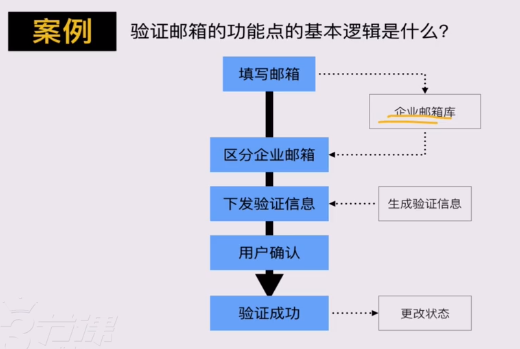 案例
验证邮箱的功能点的基本逻辑是什么?
填写邮箱
企业邮箱库
区分企业邮箱
下发验证信息
生成验证信息
用户确认
验证成功
更改状态
3节课